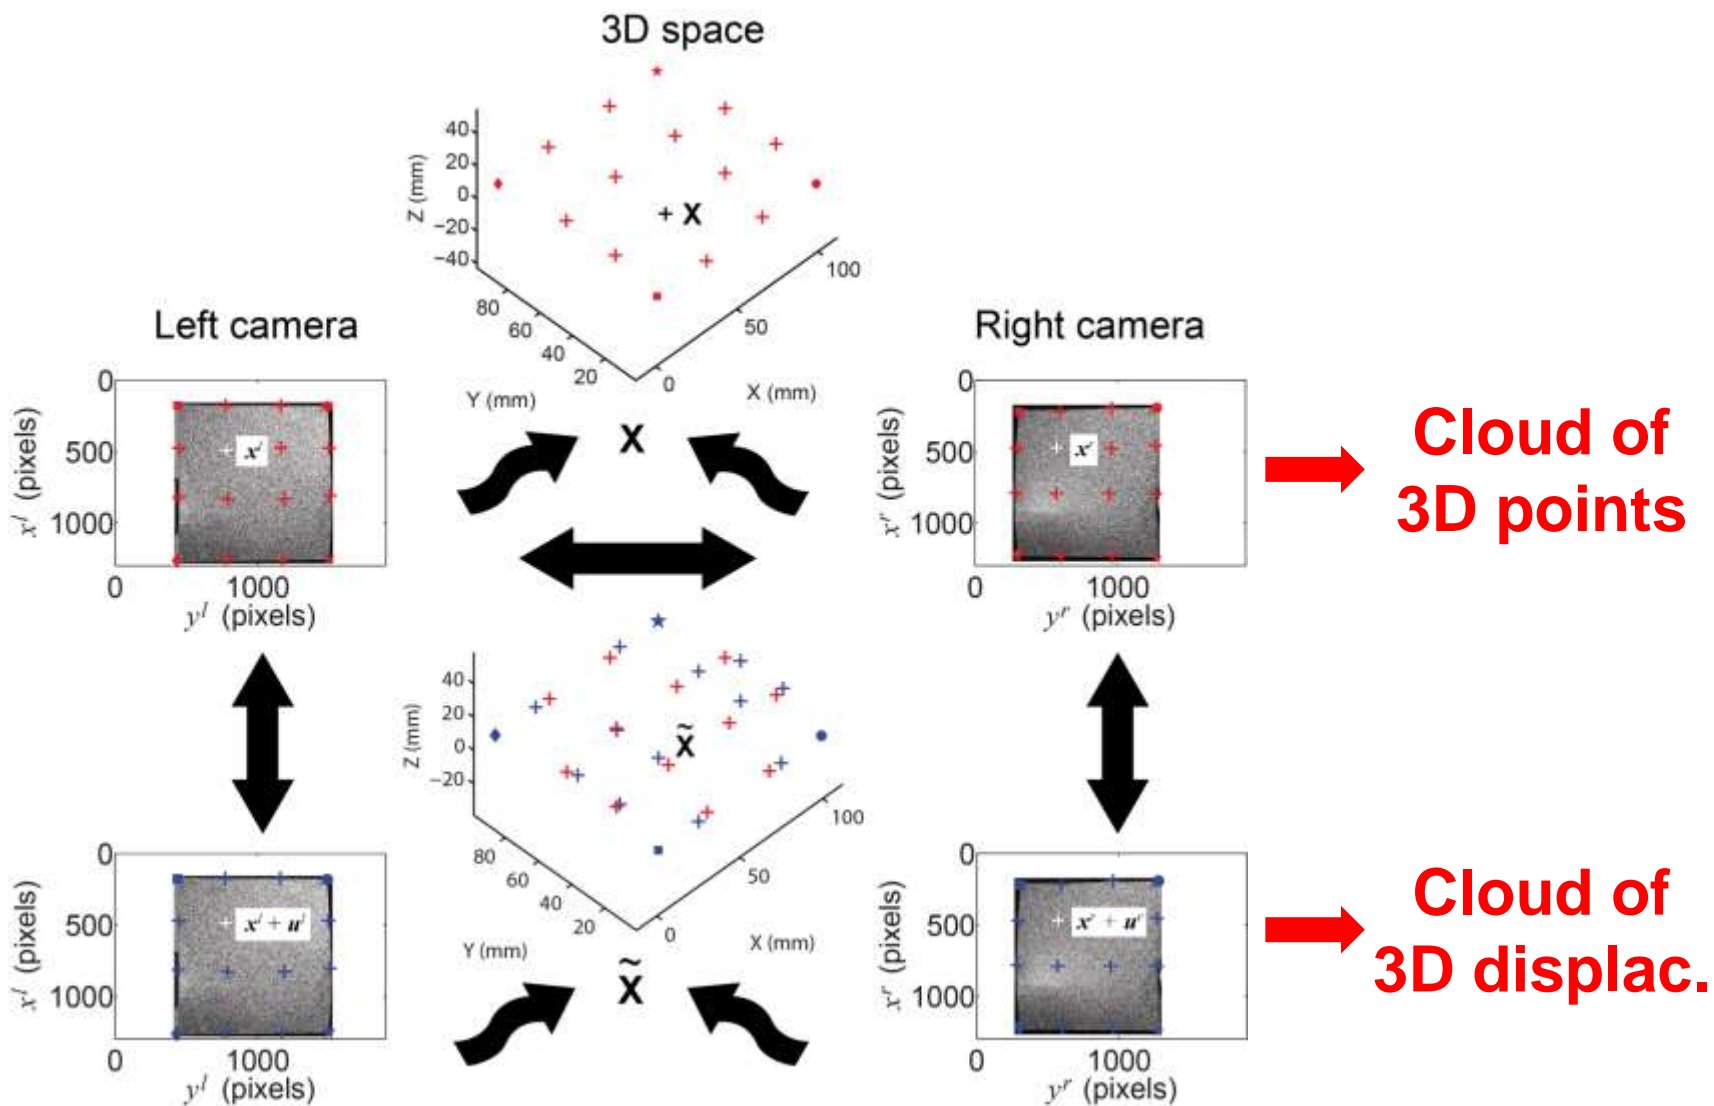 3D space
Z (mm)
40
20
0
−20
−40
80
60
40
20
0
50
100
Y (mm)
X (mm)
+ X
Left camera
Right camera
0
500
1000
x^l (pixels)
x^l
0
1000
y^l (pixels)
X
0
500
1000
x^r (pixels)
x^r
0
1000
y^r (pixels)
Cloud of
3D points
Z (mm)
40
20
0
−20
80
60
40
20
0
50
100
Y (mm)
X (mm)
X̃
0
500
1000
x^l (pixels)
x^l + u^l
0
1000
y^l (pixels)
X̃
0
500
1000
x^r (pixels)
x^r + u^r
0
1000
y^r (pixels)
Cloud of
3D displac.